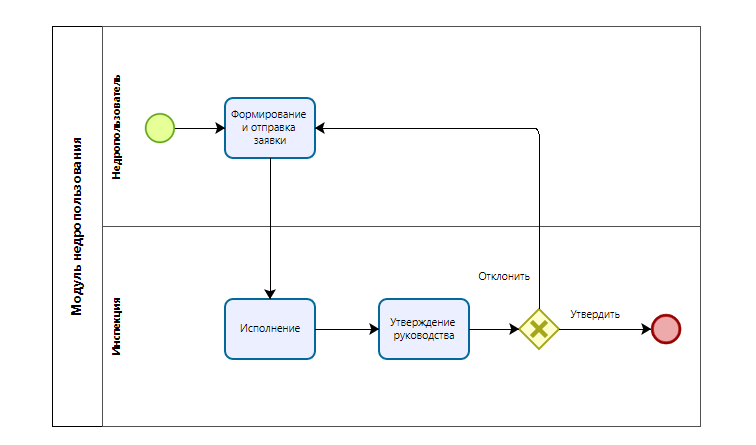 Модуль недропользования
Недропользователь
Формирование
и отправка
заявки
Инспекция
Исполнение
Утверждение
руководства
Отклонить
Утвердить